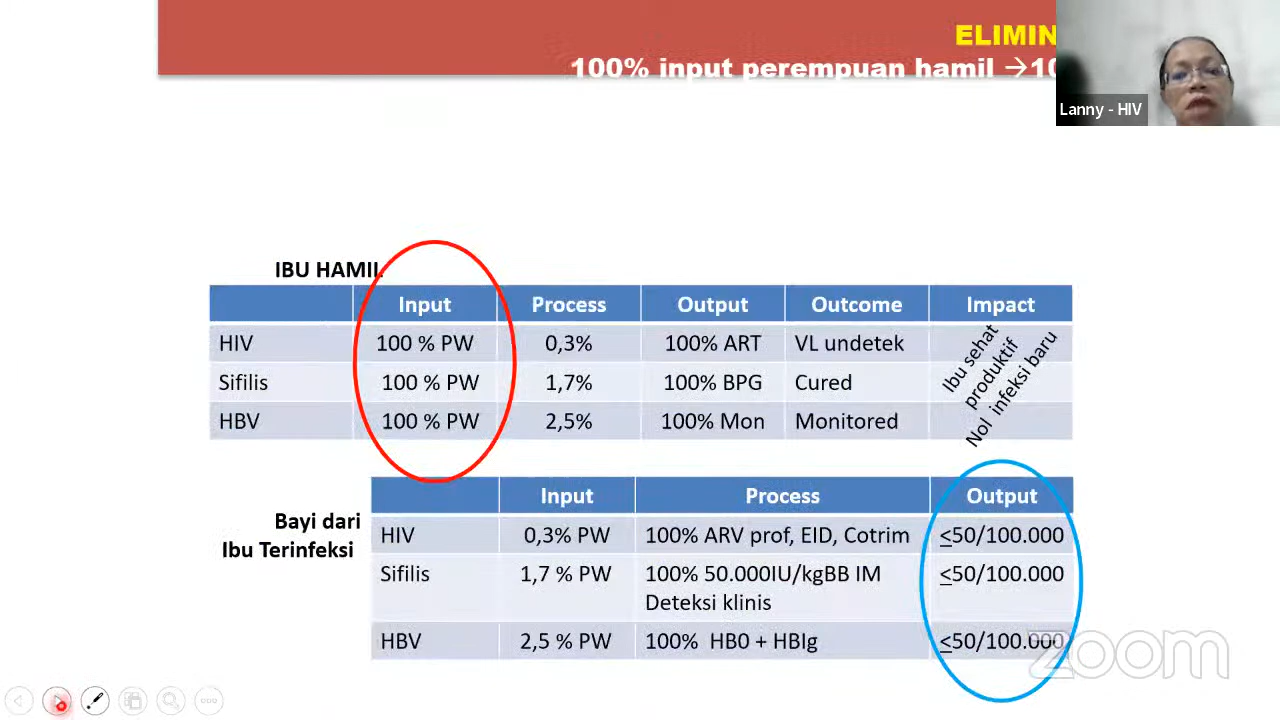 ELIMIN
100% input perempuan hamil →10
Lanny - HIV
IBU HAMIL
Input Process Output Outcome Impact
HIV 100 % PW 0,3% 100% ART VL undetek
Sifilis 100 % PW 1,7% 100% BPG Cured
HBV 100 % PW 2,5% 100% Mon Monitored
Ibu sehat
produktif
Nol infeksi baru
Bayi dari
Ibu Terinfeksi
Input Process Output
HIV 0,3% PW 100% ARV prof, EID, Cotrim <50/100.000
Sifilis 1,7 % PW 100% 50.000IU/kgBB IM <50/100.000
Deteksi klinis
HBV 2,5 % PW 100% HB0 + HBIg <50/100.000
zoom